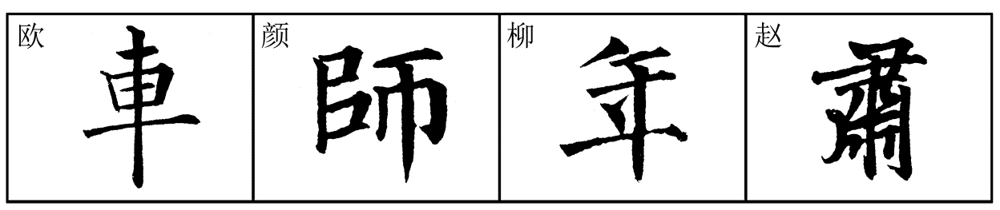 欧 車 颜 師 柳 年 赵 肅